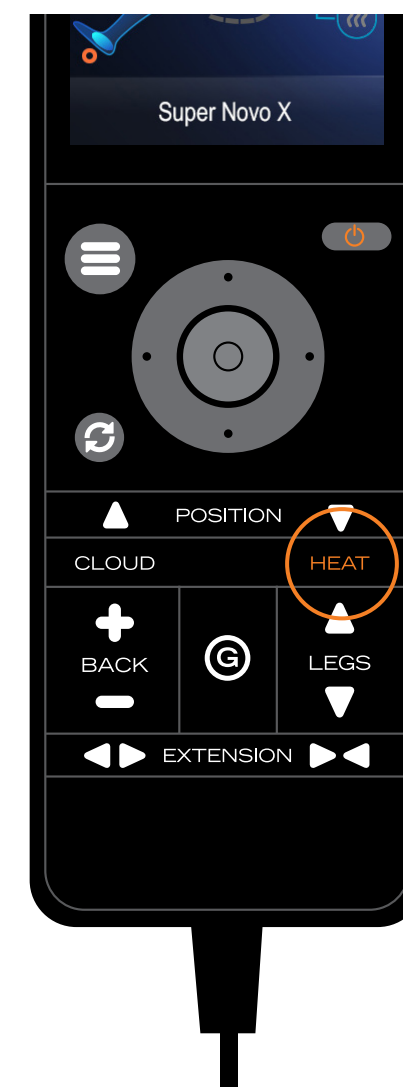 Super Novo X
POSITION
CLOUD HEAT
BACK G LEGS
EXTENSION